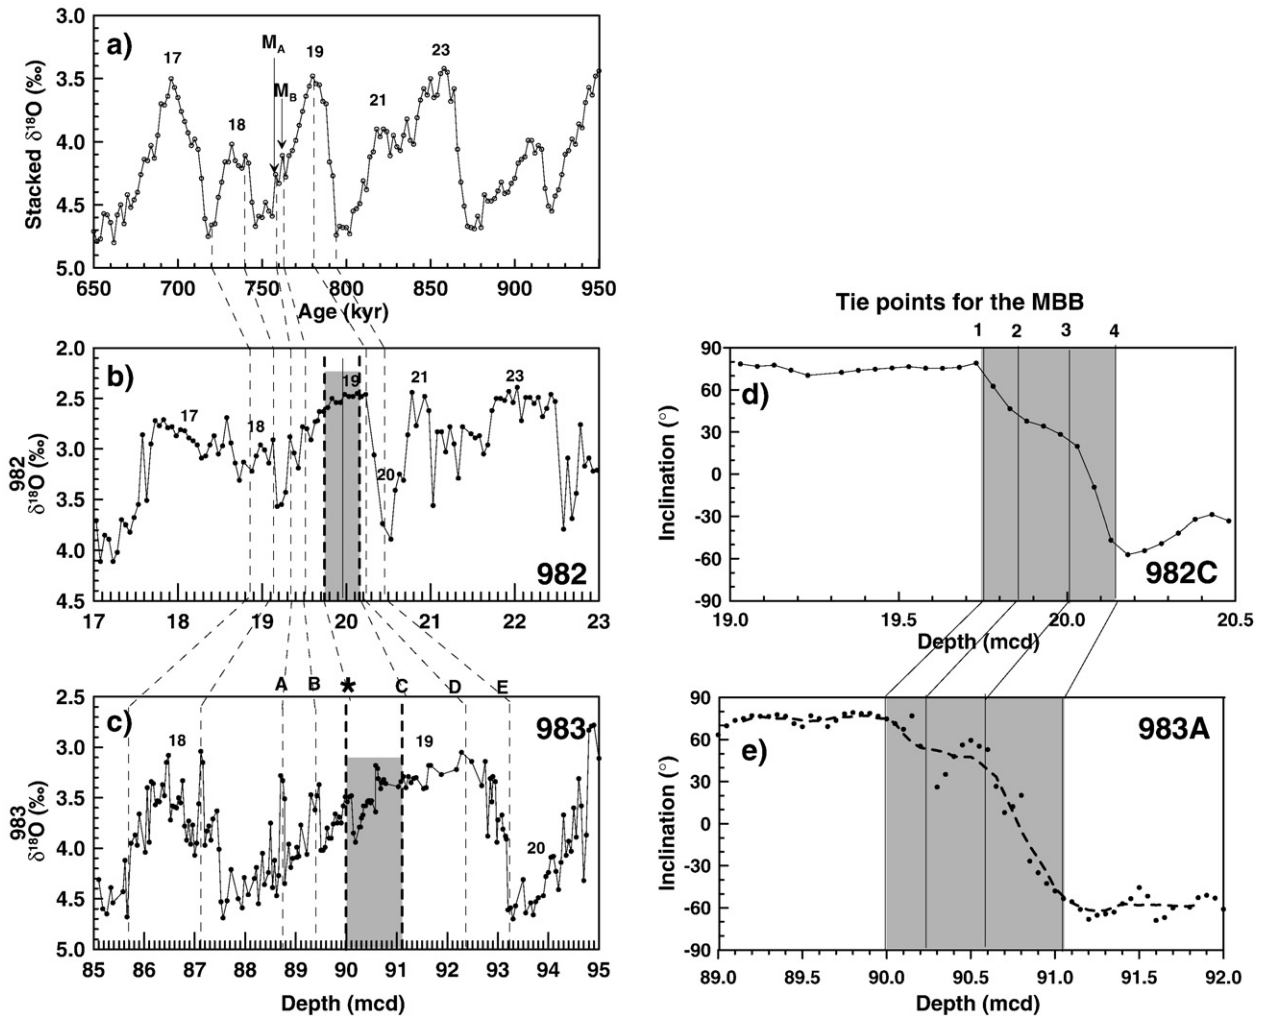 a)
Stacked δ¹⁸O (‰)
3.0
3.5
4.0
4.5
5.0
17
18
M_A
M_B
19
21
23
650 700 750 800 850 900 950
Age (kyr)
b)
982
δ¹⁸O (‰)
2.0
2.5
3.0
3.5
4.0
4.5
17
18
19
20
21
23
982
17 18 19 20 21 22 23
A B * C D E
c)
983
983
δ¹⁸O (‰)
2.5
3.0
3.5
4.0
4.5
5.0
18
19
20
85 86 87 88 89 90 91 92 93 94 95
Depth (mcd)
Tie points for the MBB
1 2 3 4
d)
Inclination (°)
90
60
30
0
-30
-60
-90
982C
19.0 19.5 20.0 20.5
Depth (mcd)
e)
983A
Inclination (°)
90
60
30
0
-30
-60
-90
89.0 89.5 90.0 90.5 91.0 91.5 92.0
Depth (mcd)